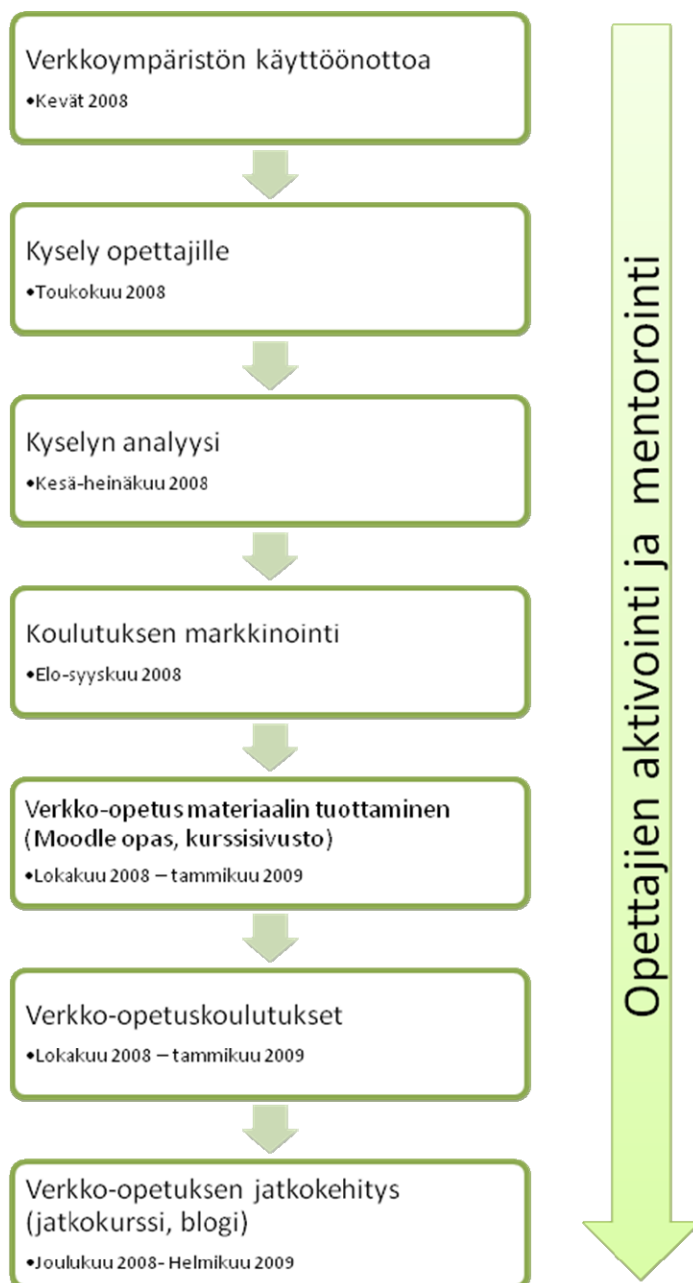 Verkkoympäristön käyttöönottoa
•Kevät 2008
Kysely opettajille
•Toukokuu 2008
Kyselyn analyysi
•Kesä-heinäkuu 2008
Koulutuksen markkinointi
•Elo-syyskuu 2008
Verkko-opetus materiaalin tuottaminen
(Moodle opas, kurssisivusto)
•Lokakuu 2008 – tammikuu 2009
Verkko-opetuskoulutukset
•Lokakuu 2008 – tammikuu 2009
Verkko-opetuksen jatkokehitys
(jatkokurssi, blogi)
•Joulukuu 2008- Helmikuu 2009
Opettajien aktivointi ja mentorointi